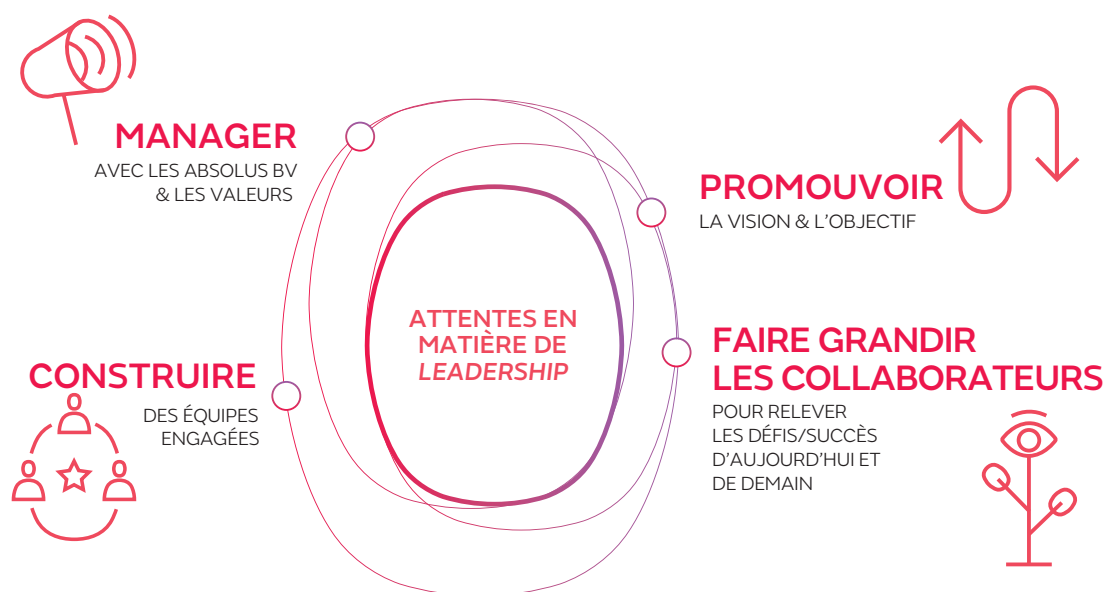 MANAGER
AVEC LES ABSOLUS BV
& LES VALEURS
PROMOUVOIR
LA VISION & L'OBJECTIF
ATTENTES EN
MATIÈRE DE
LEADERSHIP
CONSTRUIRE
DES ÉQUIPES
ENGAGÉES
FAIRE GRANDIR
LES COLLABORATEURS
POUR RELEVER
LES DÉFIS/SUCCÈS
D'AUJOURD'HUI ET
DE DEMAIN